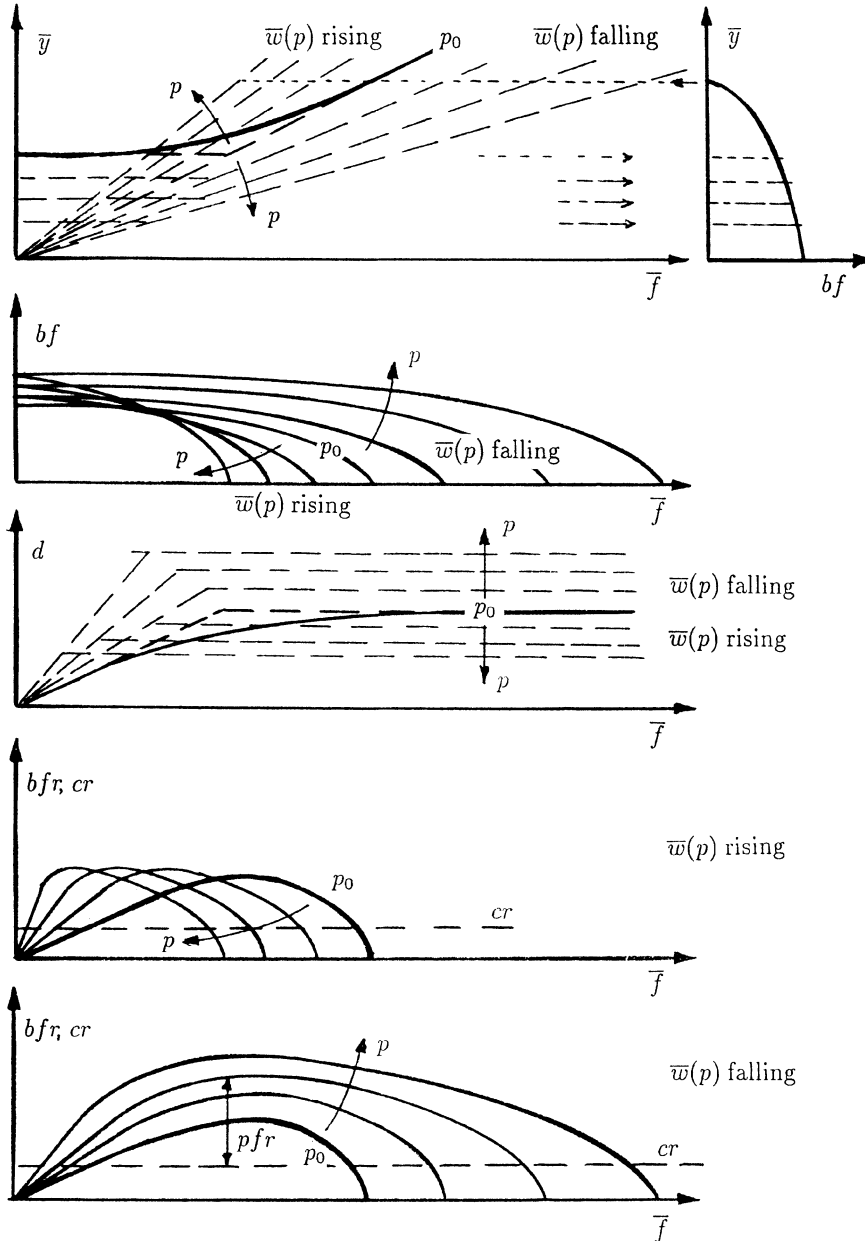 y̅
w̅(p) rising
p₀
w̅(p) falling
y̅
p
p
f̅
bf
bf
p
p₀
w̅(p) falling
p
w̅(p) rising
f̅
d
p
w̅(p) falling
p₀
w̅(p) rising
p
f̅
bfr, cr
w̅(p) rising
p₀
cr
p
f̅
bfr, cr
p
w̅(p) falling
pfr
p₀
cr
f̅